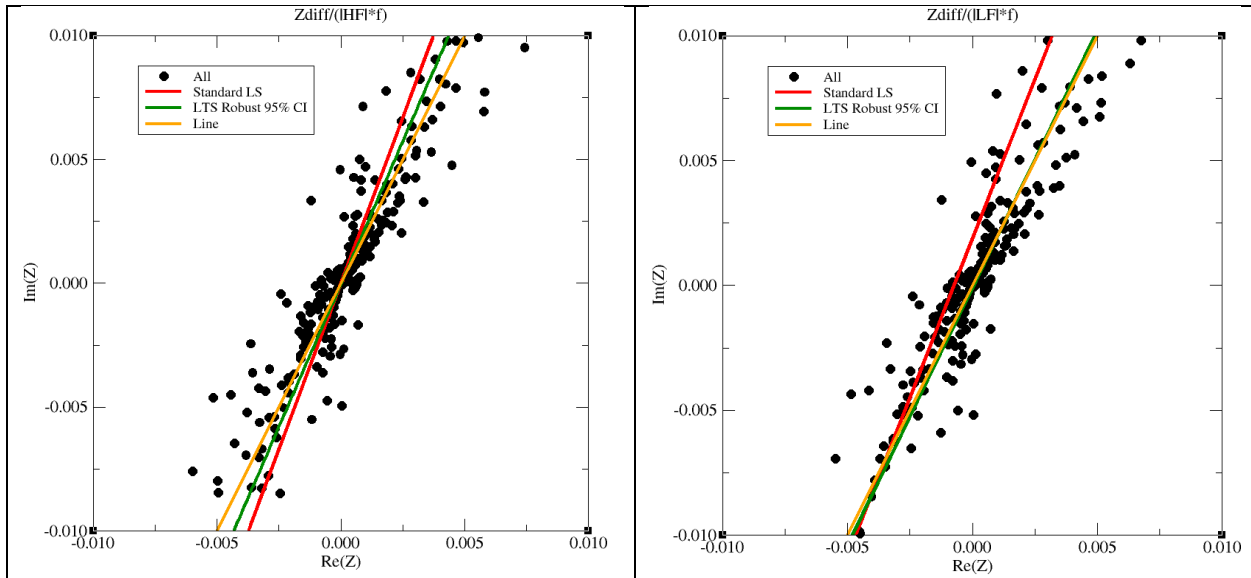 Zdiff/(|HF|*f)
0.010
0.005
0.000
-0.005
-0.010
Im(Z)
All
Standard LS
LTS Robust 95% CI
Line
-0.010
-0.005
0.000
0.005
0.010
Re(Z)
Zdiff/(|LF|*f)
0.010
0.005
0.000
-0.005
-0.010
Im(Z)
All
Standard LS
LTS Robust 95% CI
Line
-0.010
-0.005
0.000
0.005
0.010
Re(Z)